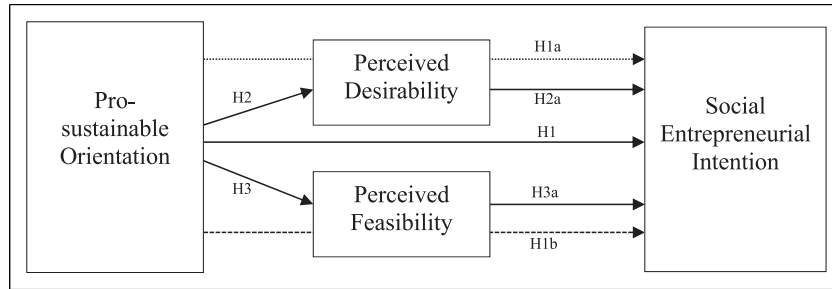 Pro-
sustainable
Orientation
H2
H3
Perceived
Desirability
Perceived
Feasibility
H1a
H2a
H1
H3a
H1b
Social
Entrepreneurial
Intention